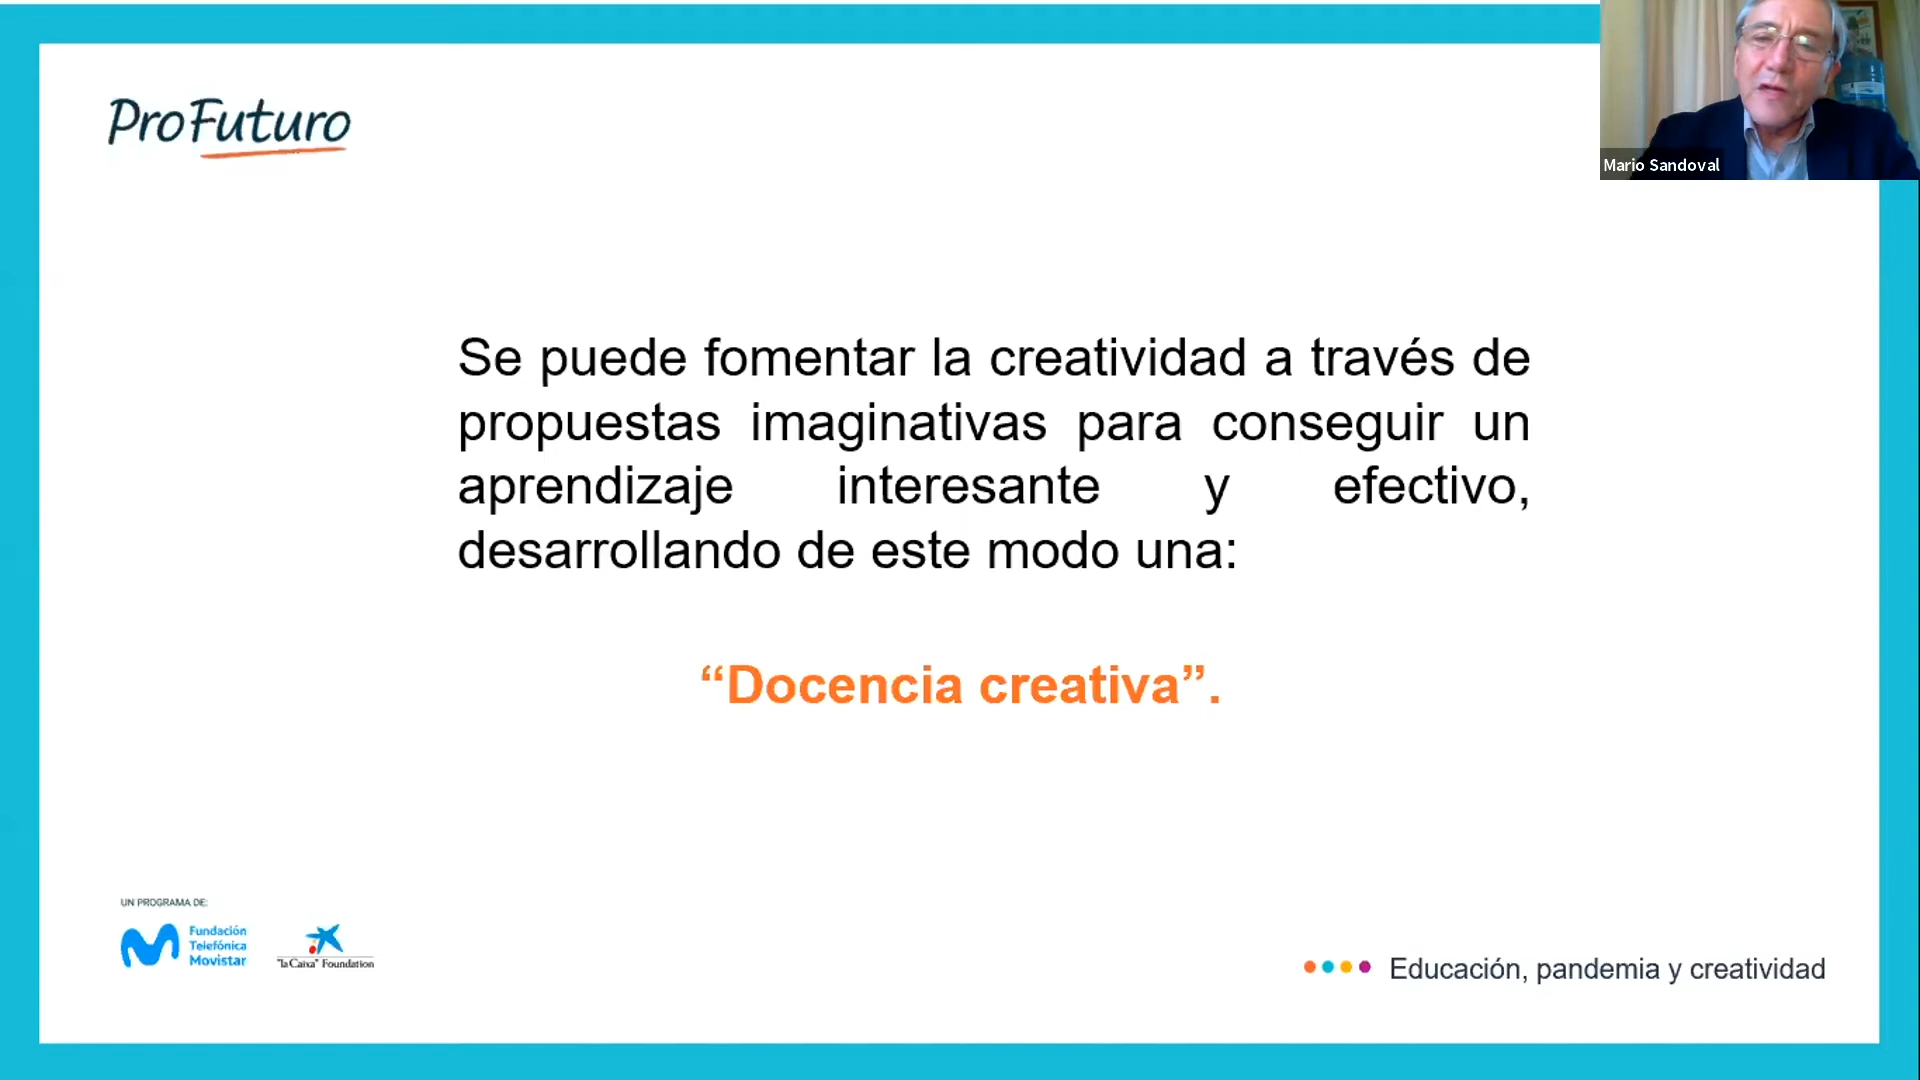 ProFuturo
Mario Sandoval
Se puede fomentar la creatividad a través de
propuestas imaginativas para conseguir un
aprendizaje interesante y efectivo,
desarrollando de este modo una:
“Docencia creativa”.
UN PROGRAMA DE:
Fundación
Telefónica
Movistar
"la Caixa" Foundation
Educación, pandemia y creatividad